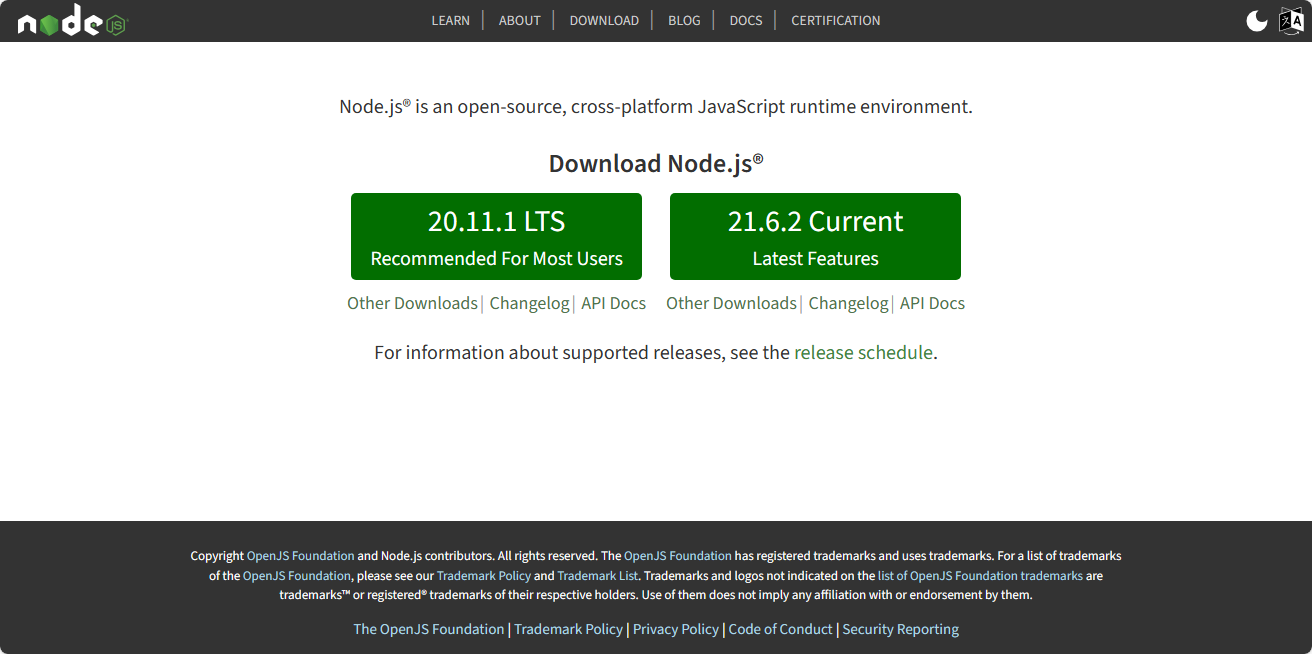 node JS
LEARN | ABOUT | DOWNLOAD | BLOG | DOCS | CERTIFICATION
Node.js® is an open-source, cross-platform JavaScript runtime environment.
Download Node.js®
20.11.1 LTS
Recommended For Most Users
Other Downloads | Changelog | API Docs
21.6.2 Current
Latest Features
Other Downloads | Changelog | API Docs
For information about supported releases, see the release schedule.
Copyright OpenJS Foundation and Node.js contributors. All rights reserved. The OpenJS Foundation has registered trademarks and uses trademarks. For a list of trademarks
of the OpenJS Foundation, please see our Trademark Policy and Trademark List. Trademarks and logos not indicated on the list of OpenJS Foundation trademarks are
trademarks™ or registered® trademarks of their respective holders. Use of them does not imply any affiliation with or endorsement by them.
The OpenJS Foundation | Trademark Policy | Privacy Policy | Code of Conduct | Security Reporting